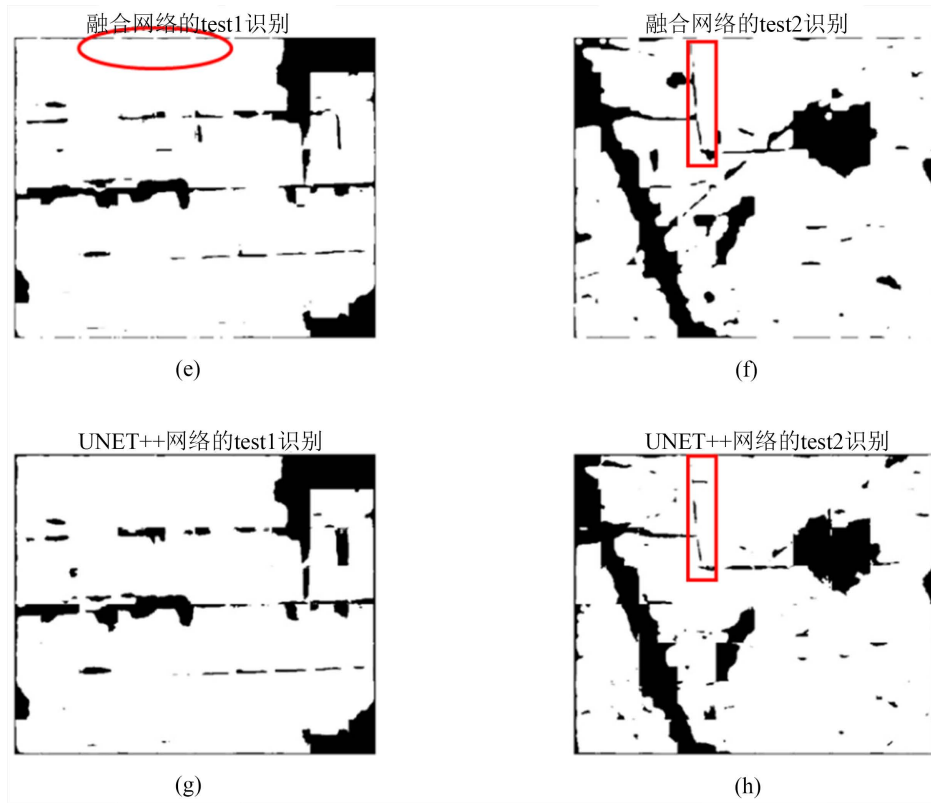 融合网络的test1识别
融合网络的test2识别
(e)
(f)
UNET++网络的test1识别
UNET++网络的test2识别
(g)
(h)